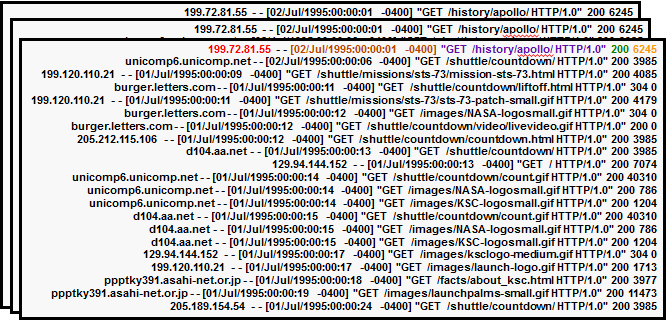 199.72.81.55 - - [02/Jul/1995:00:00:01 -0400] "GET /history/apollo/ HTTP/1.0" 200 6245
199.72.81.55 - - [02/Jul/1995:00:00:01 -0400] "GET /history/apollo/ HTTP/1.0" 200 6245
199.72.81.55 - - [02/Jul/1995:00:00:01 -0400] "GET /history/apollo/ HTTP/1.0" 200 6245
unicomp6.unicomp.net - - [02/Jul/1995:00:00:06 -0400] "GET /shuttle/countdown/ HTTP/1.0" 200 3985
199.120.110.21 - - [01/Jul/1995:00:00:09 -0400] "GET /shuttle/missions/sts-73/mission-sts-73.html HTTP/1.0" 200 4085
burger.letters.com - - [01/Jul/1995:00:00:11 -0400] "GET /shuttle/countdown/liftoff.html HTTP/1.0" 304 0
199.120.110.21 - - [01/Jul/1995:00:00:11 -0400] "GET /shuttle/missions/sts-73/sts-73-patch-small.gif HTTP/1.0" 200 4179
burger.letters.com - - [01/Jul/1995:00:00:12 -0400] "GET /images/NASA-logosmall.gif HTTP/1.0" 304 0
burger.letters.com - - [01/Jul/1995:00:00:12 -0400] "GET /shuttle/countdown/video/livevideo.gif HTTP/1.0" 200 0
205.212.115.106 - - [01/Jul/1995:00:00:12 -0400] "GET /shuttle/countdown/countdown.html HTTP/1.0" 200 3985
d104.aa.net - - [01/Jul/1995:00:00:13 -0400] "GET /shuttle/countdown/ HTTP/1.0" 200 3985
129.94.144.152 - - [01/Jul/1995:00:00:13 -0400] "GET / HTTP/1.0" 200 7074
unicomp6.unicomp.net - - [01/Jul/1995:00:00:14 -0400] "GET /shuttle/countdown/count.gif HTTP/1.0" 200 40310
unicomp6.unicomp.net - - [01/Jul/1995:00:00:14 -0400] "GET /images/NASA-logosmall.gif HTTP/1.0" 200 786
unicomp6.unicomp.net - - [01/Jul/1995:00:00:14 -0400] "GET /images/KSC-logosmall.gif HTTP/1.0" 200 1204
d104.aa.net - - [01/Jul/1995:00:00:15 -0400] "GET /shuttle/countdown/count.gif HTTP/1.0" 200 40310
d104.aa.net - - [01/Jul/1995:00:00:15 -0400] "GET /images/NASA-logosmall.gif HTTP/1.0" 200 786
d104.aa.net - - [01/Jul/1995:00:00:15 -0400] "GET /images/KSC-logosmall.gif HTTP/1.0" 200 1204
129.94.144.152 - - [01/Jul/1995:00:00:17 -0400] "GET /images/ksclogo-medium.gif HTTP/1.0" 304 0
199.120.110.21 - - [01/Jul/1995:00:00:17 -0400] "GET /images/launch-logo.gif HTTP/1.0" 200 1713
ppptky391.asahi-net.or.jp - - [01/Jul/1995:00:00:18 -0400] "GET /facts/about_ksc.html HTTP/1.0" 200 3977
ppptky391.asahi-net.or.jp - - [01/Jul/1995:00:00:19 -0400] "GET /images/launchpalms-small.gif HTTP/1.0" 200 11473
205.189.154.54 - - [01/Jul/1995:00:00:24 -0400] "GET /shuttle/countdown/ HTTP/1.0" 200 3985